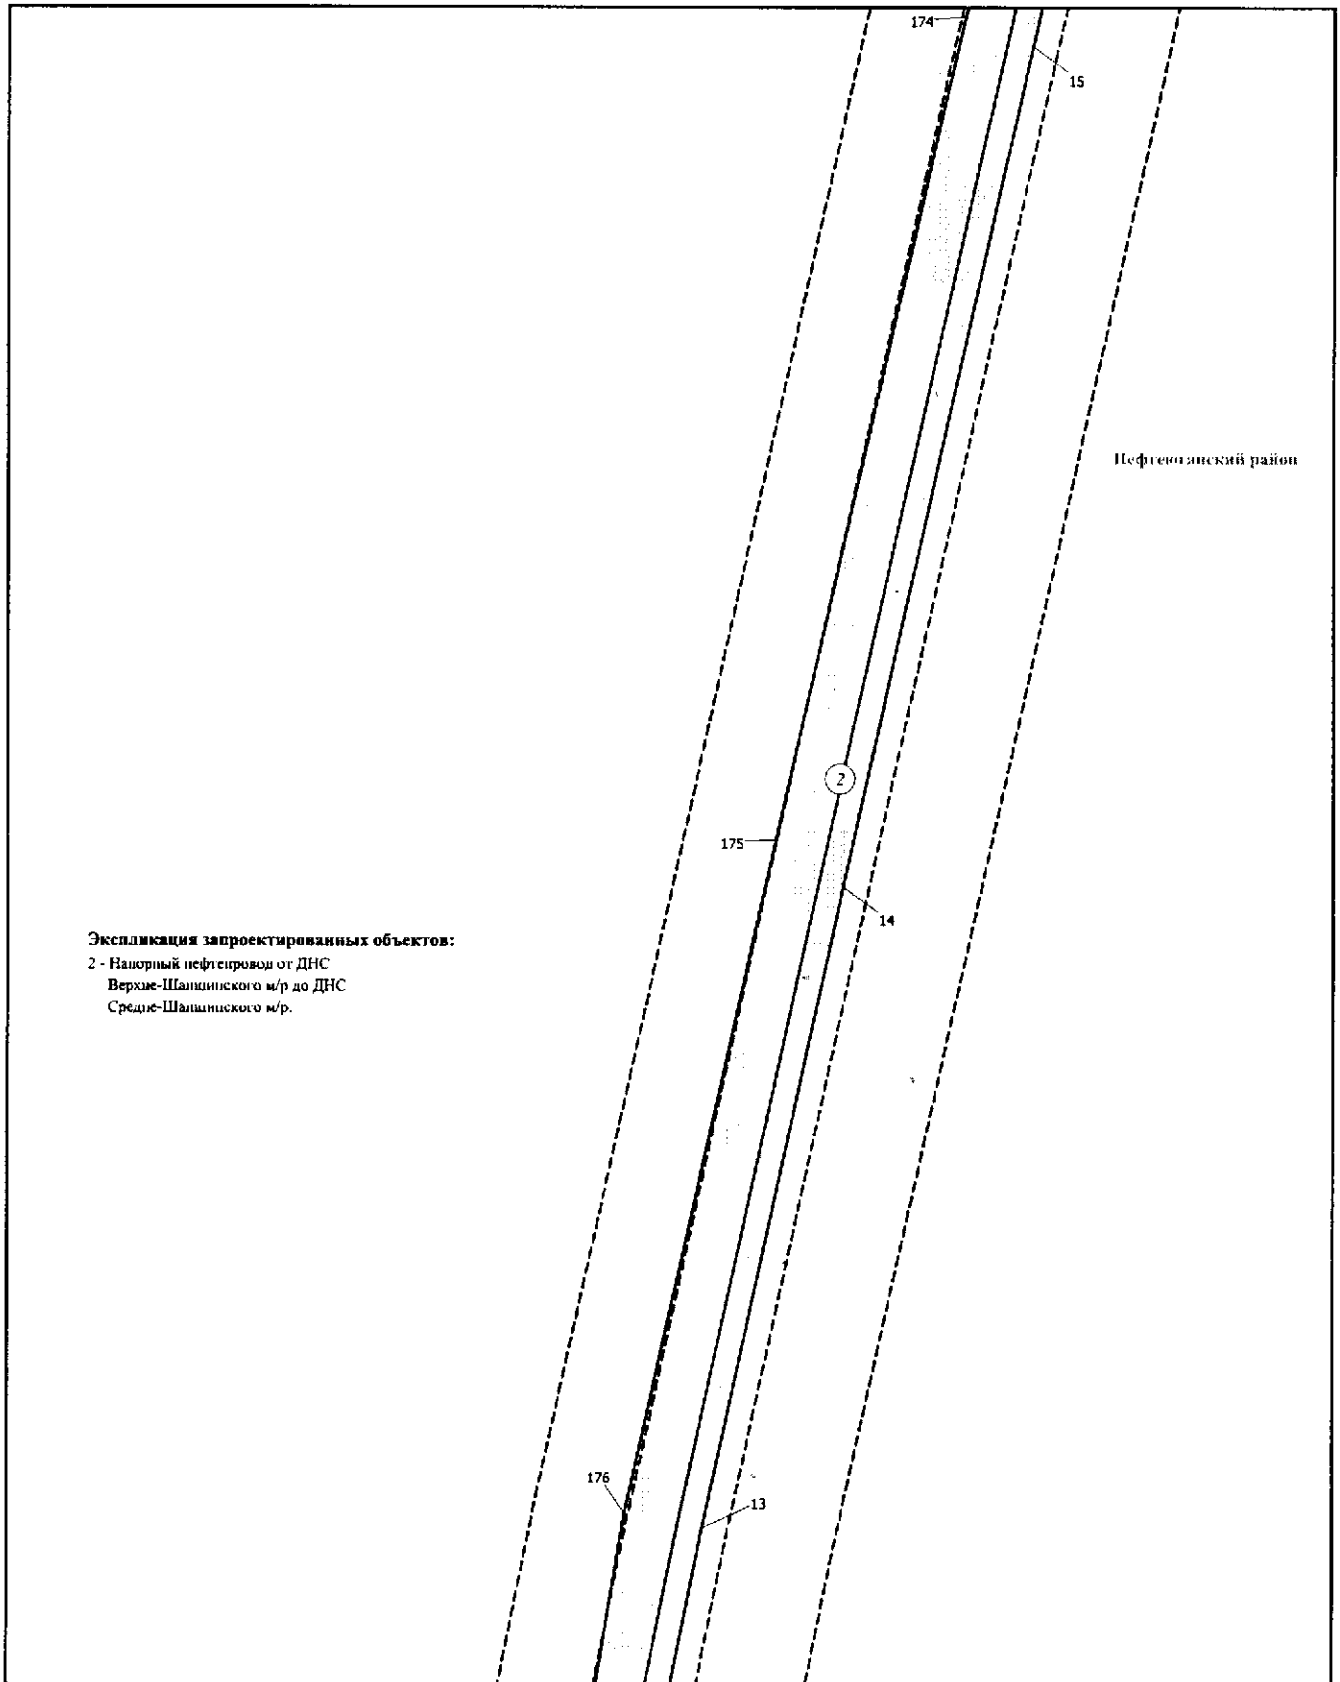 174
15
Нефтеюганский район
2
175
14
Экспликация запроектированных объектов:
2 - Напорный нефтепровод от ДНС
Верхне-Шапшинского м/р до ДНС
Средне-Шапшинского м/р.
176
13